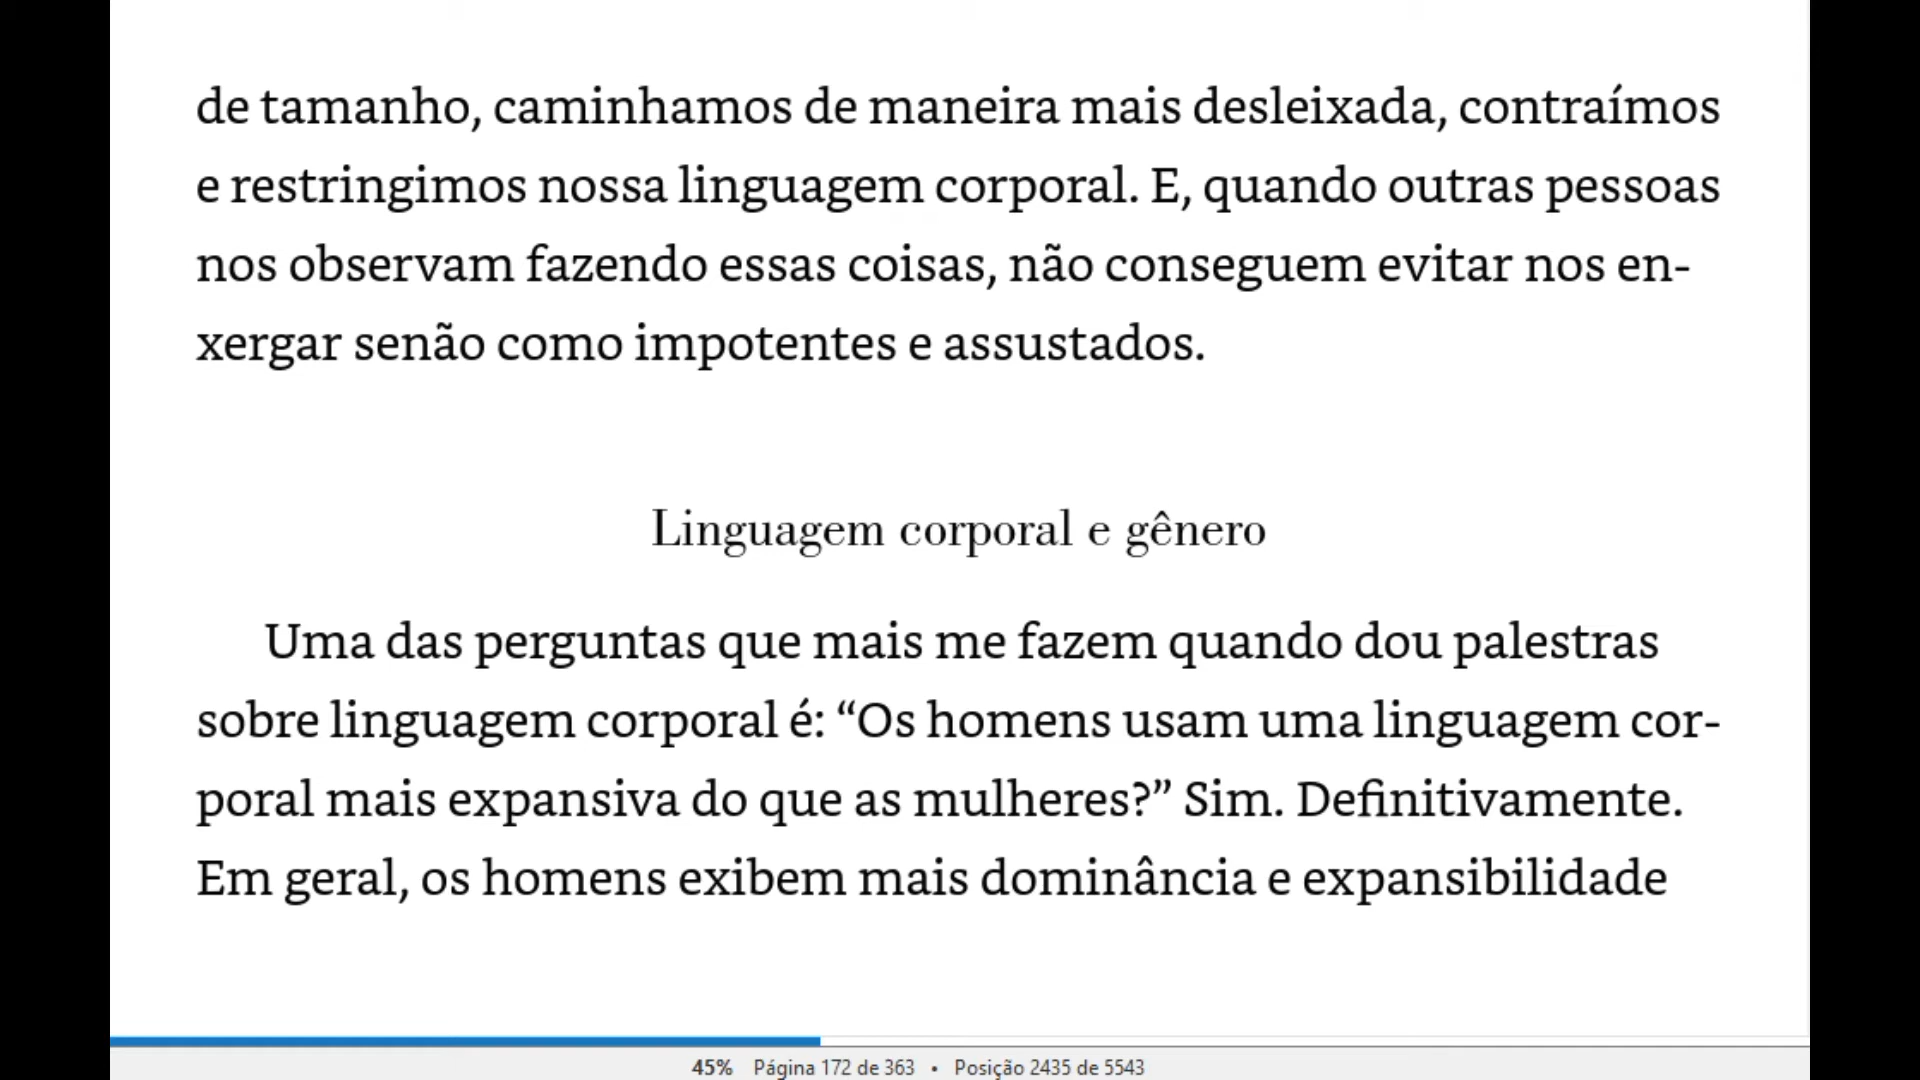 de tamanho, caminhamos de maneira mais desleixada, contraímos
e restringimos nossa linguagem corporal. E, quando outras pessoas
nos observam fazendo essas coisas, não conseguem evitar nos en-
xergar senão como impotentes e assustados.
Linguagem corporal e gênero
Uma das perguntas que mais me fazem quando dou palestras
sobre linguagem corporal é: “Os homens usam uma linguagem cor-
poral mais expansiva do que as mulheres?” Sim. Definitivamente.
Em geral, os homens exibem mais dominância e expansibilidade
45% Página 172 de 363 • Posição 2435 de 5543